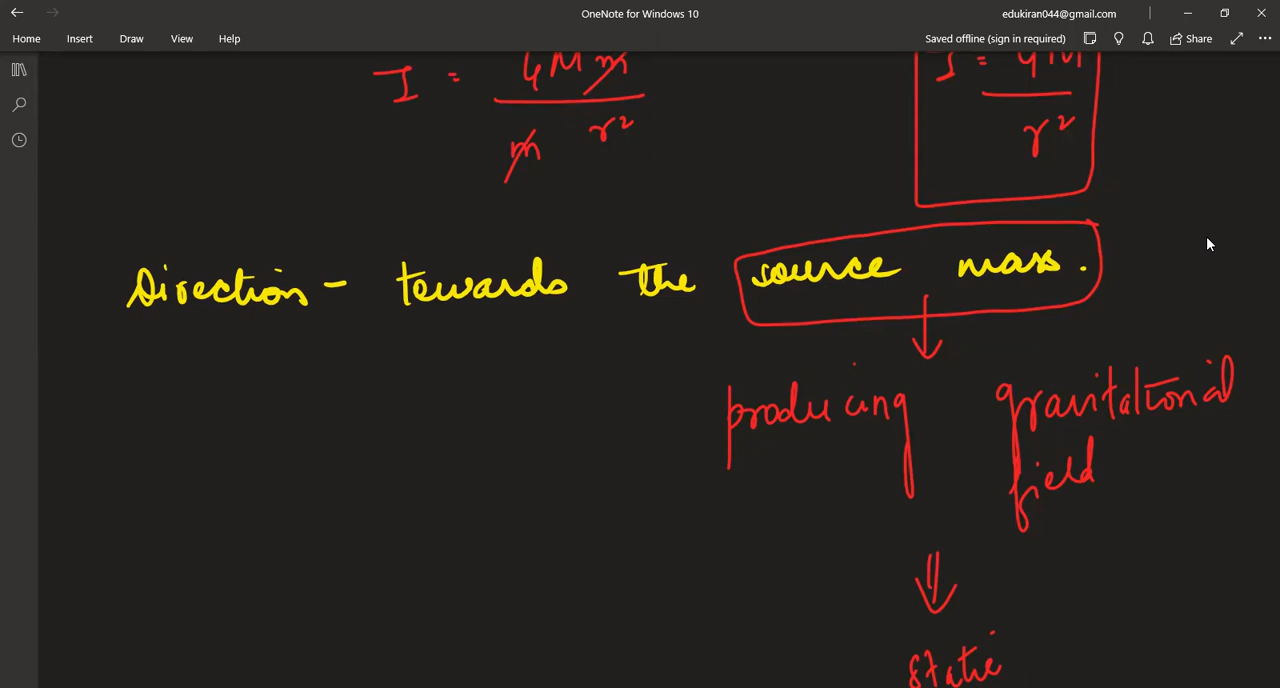 OneNote for Windows 10
edukiran044@gmail.com
Home Insert Draw View Help
Saved offline (sign in required)
Share
I = GMm
m r²
I = GM
r²
Direction - towards the source mass.
producing gravitational
field
static